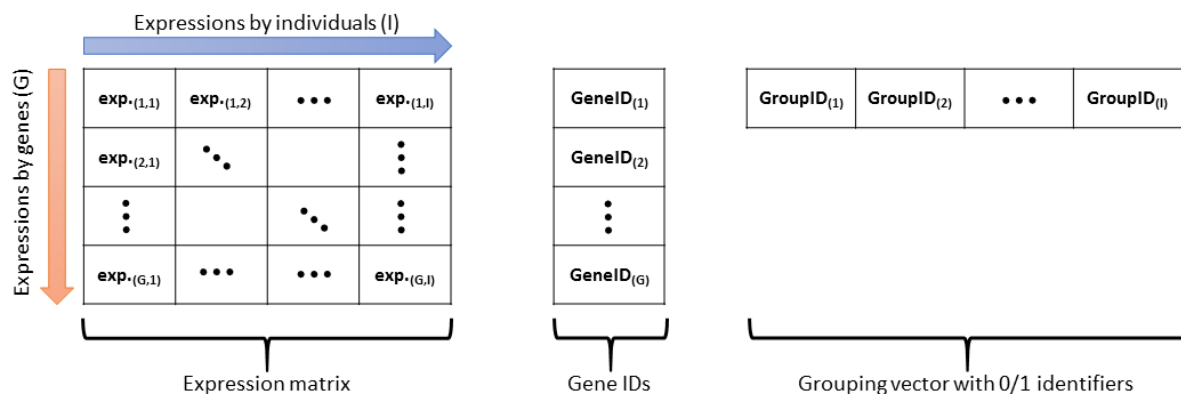 Expressions by individuals (I)
Expressions by genes (G)
exp.(1,1) exp.(1,2) ••• exp.(1,I)
exp.(2,1)
exp.(G,1) ••• ••• exp.(G,I)
Expression matrix
GeneID(1)
GeneID(2)
GeneID(G)
Gene IDs
GroupID(1) GroupID(2) ••• GroupID(I)
Grouping vector with 0/1 identifiers